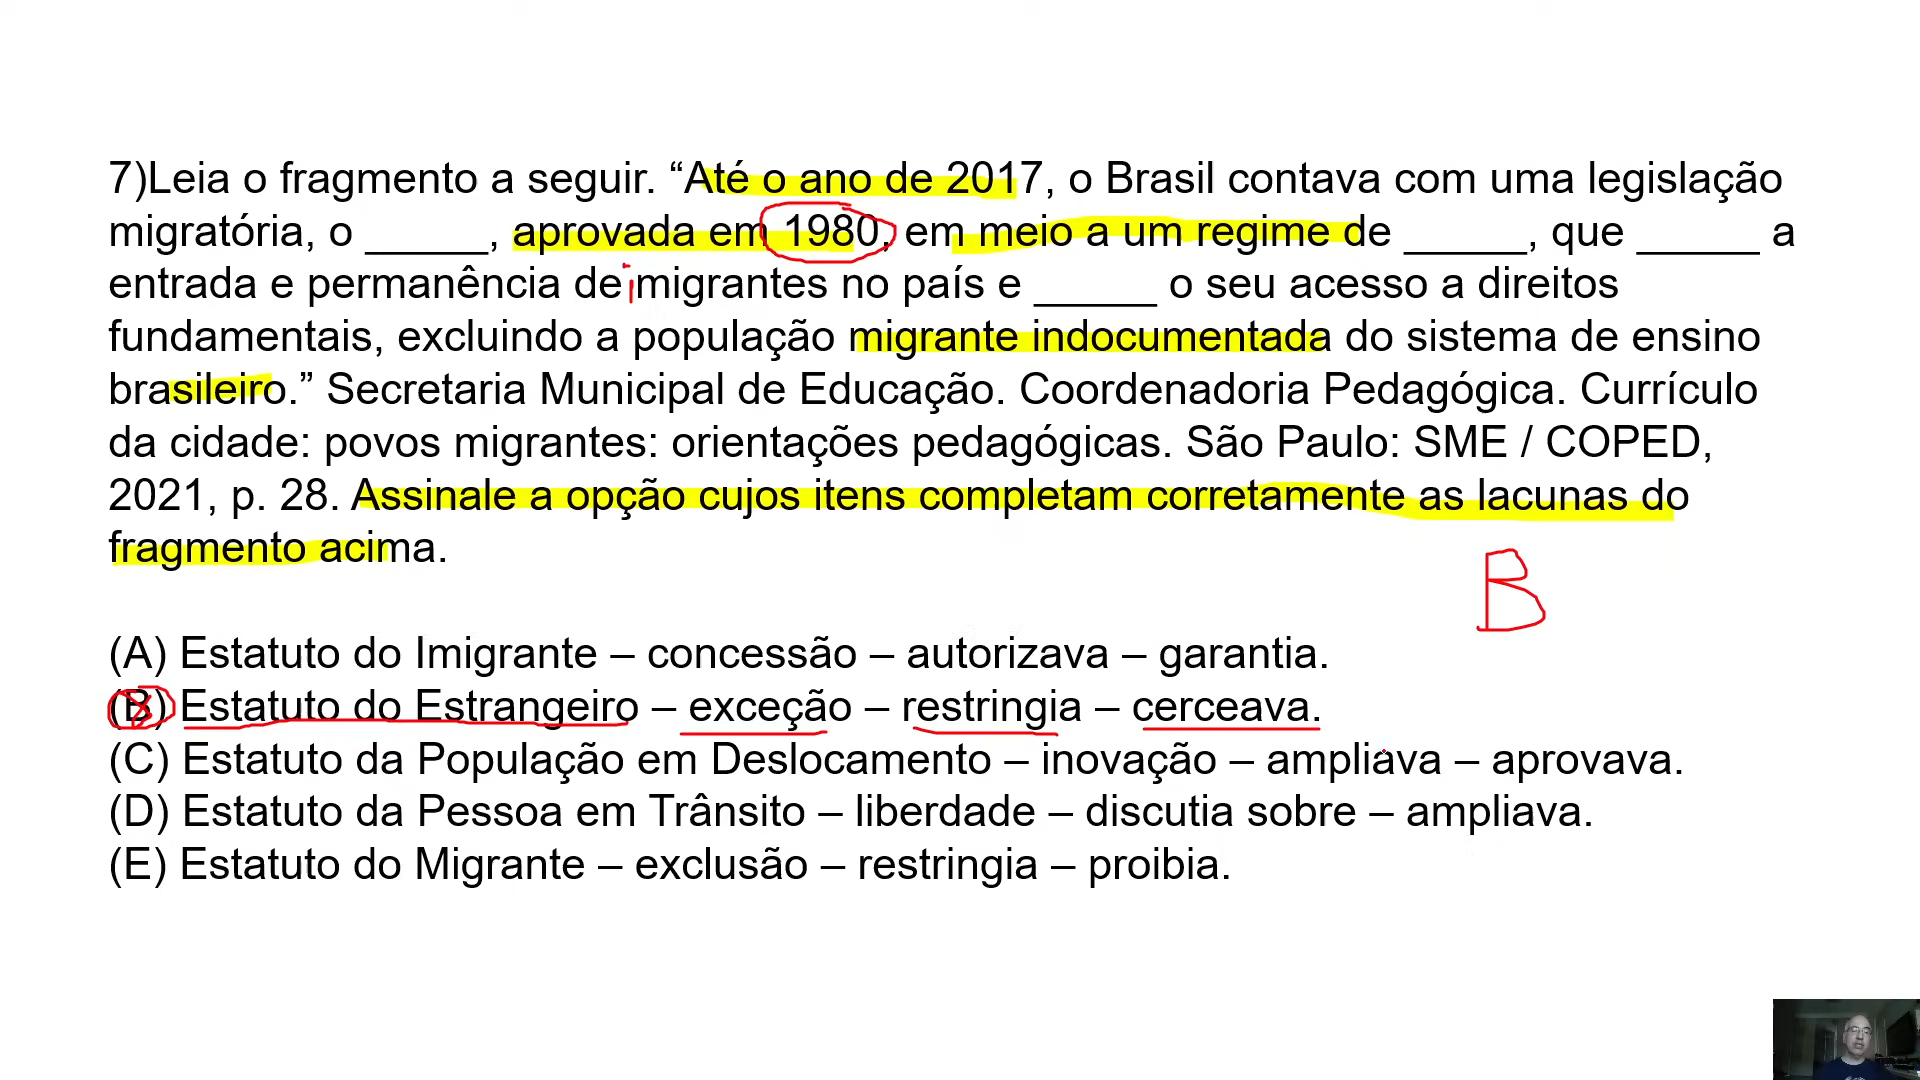 7)Leia o fragmento a seguir. “Até o ano de 2017, o Brasil contava com uma legislação
migratória, o _____, aprovada em 1980, em meio a um regime de _____, que _____ a
entrada e permanência de imigrantes no país e _____ o seu acesso a direitos
fundamentais, excluindo a população migrante indocumentada do sistema de ensino
brasileiro.” Secretaria Municipal de Educação. Coordenadoria Pedagógica. Currículo
da cidade: povos migrantes: orientações pedagógicas. São Paulo: SME / COPED,
2021, p. 28. Assinale a opção cujos itens completam corretamente as lacunas do
fragmento acima.
B
(A) Estatuto do Imigrante – concessão – autorizava – garantia.
(B) Estatuto do Estrangeiro – exceção – restringia – cerceava.
(C) Estatuto da População em Deslocamento – inovação – ampliava – aprovava.
(D) Estatuto da Pessoa em Trânsito – liberdade – discutia sobre – ampliava.
(E) Estatuto do Migrante – exclusão – restringia – proibia.